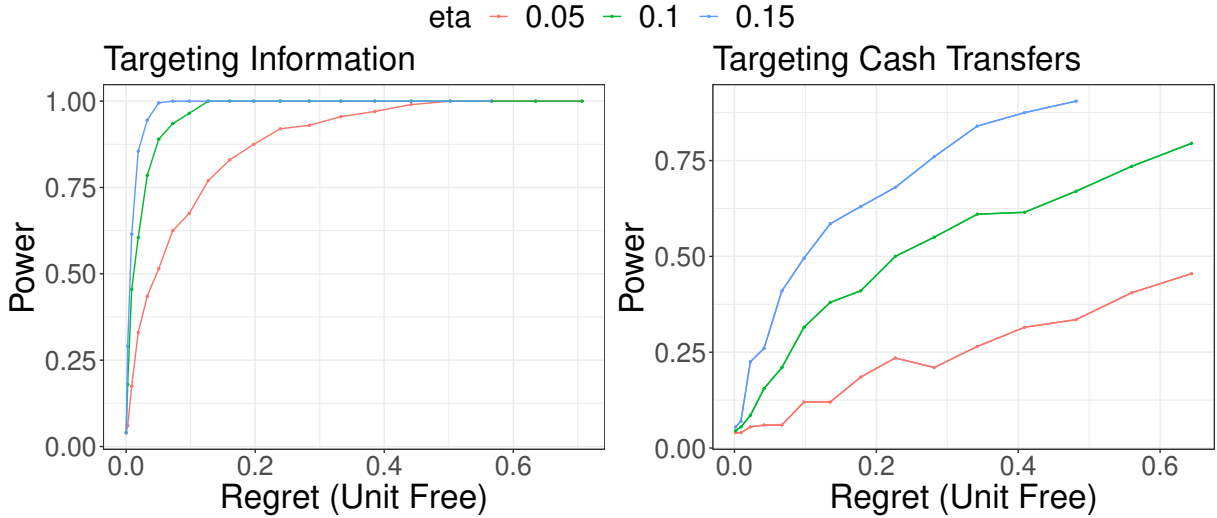 eta 0.05 0.1 0.15
Targeting Information
1.00
0.75
0.50
0.25
0.00
Power
0.0 0.2 0.4 0.6
Regret (Unit Free)
Targeting Cash Transfers
0.75
0.50
0.25
0.00
Power
0.0 0.2 0.4 0.6
Regret (Unit Free)